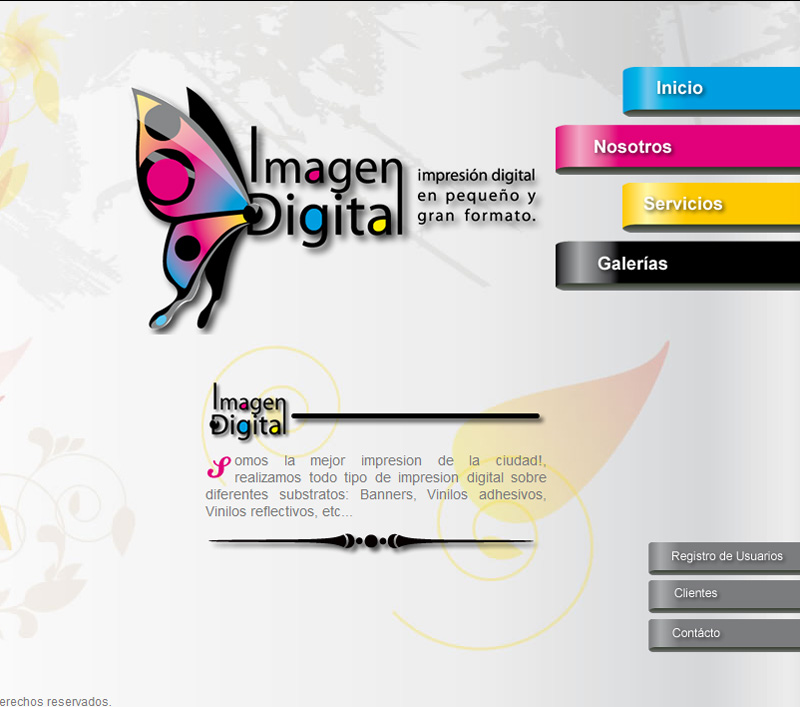 Inicio
Nosotros
Servicios
Galerías
Imagen
Digital
impresión digital
en pequeño y
gran formato.
Imagen
Digital
Somos la mejor impresion de la ciudad!,
realizamos todo tipo de impresion digital sobre
diferentes substratos: Banners, Vinilos adhesivos,
Vinilos reflectivos, etc...
Registro de Usuarios
Clientes
Contácto
erechos reservados.